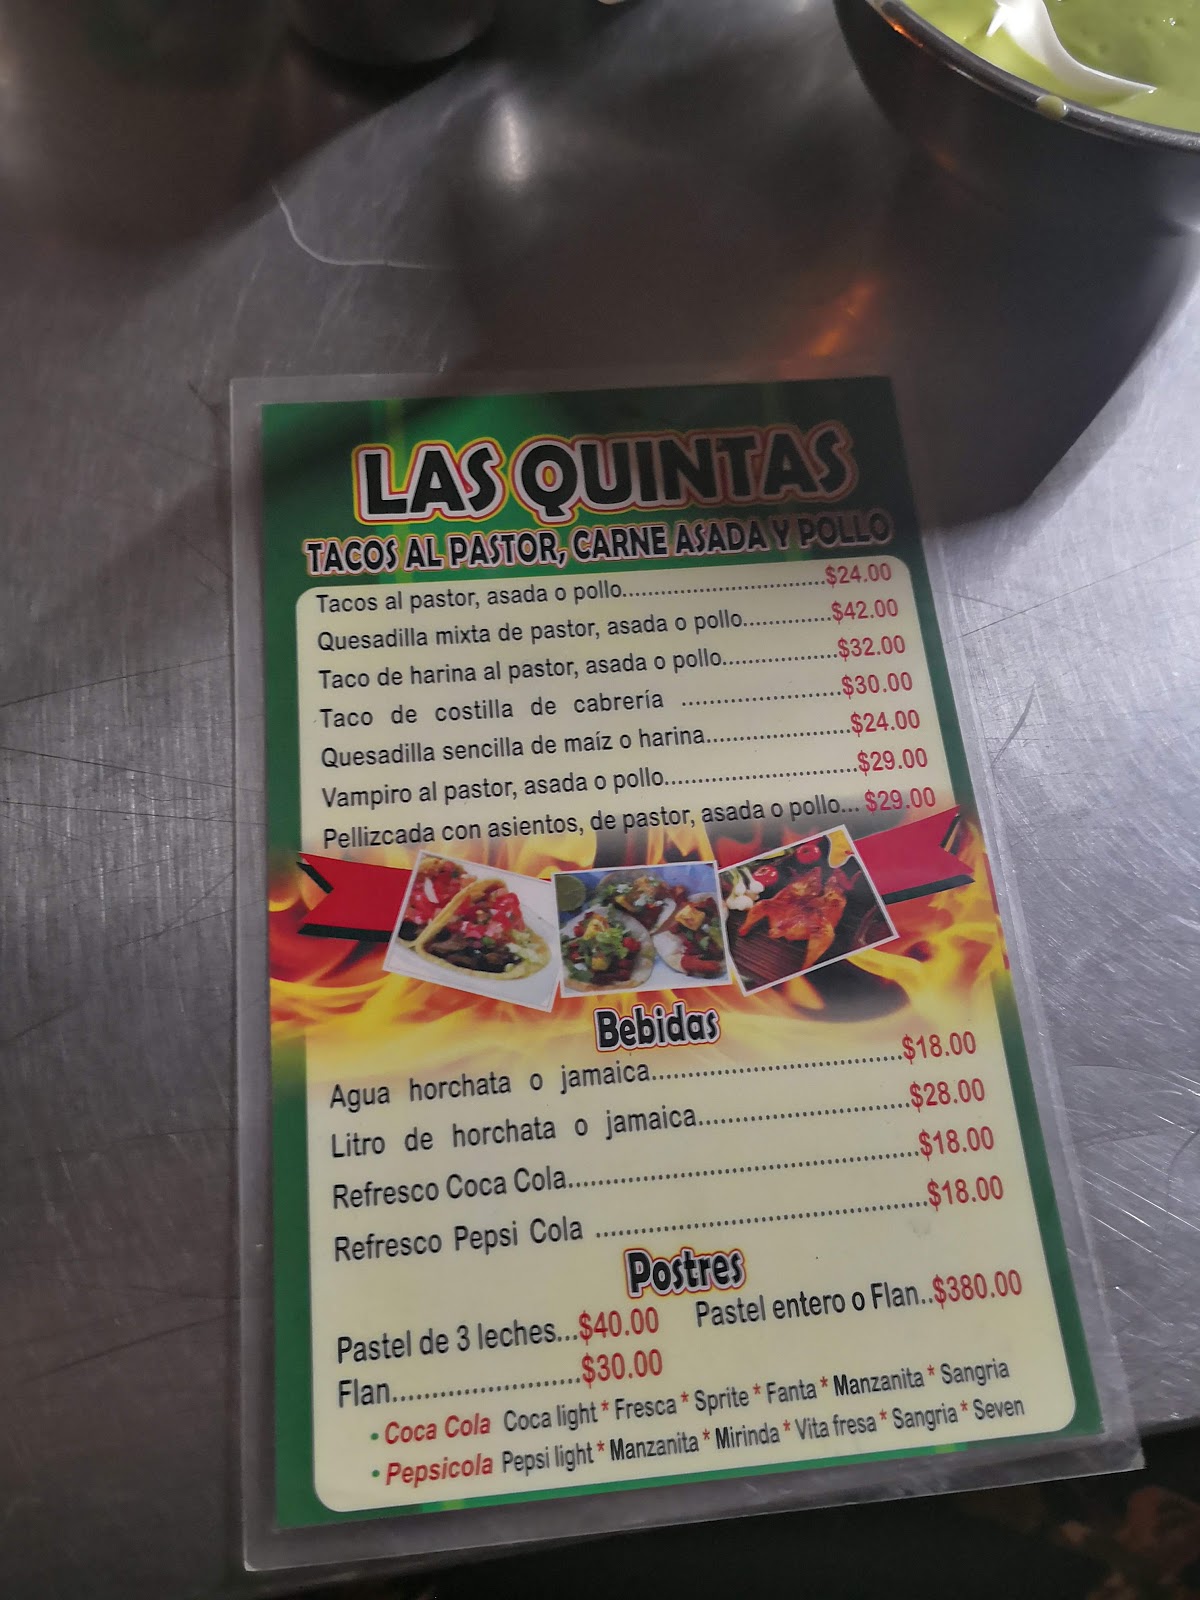 LAS QUINTAS
TACOS AL PASTOR, CARNE ASADA Y POLLO
Tacos al pastor, asada o pollo.................................$24.00
Quesadilla mixta de pastor, asada o pollo..............$42.00
Taco de harina al pastor, asada o pollo...................$32.00
Taco de costilla de cabrería .........................$30.00
Quesadilla sencilla de maíz o harina.......................$24.00
Vampiro al pastor, asada o pollo..............................$29.00
Pellizcada con asientos, de pastor, asada o pollo... $29.00
Bebidas
Agua horchata o jamaica....................................$18.00
Litro de horchata o jamaica..............................$28.00
Refresco Coca Cola.................................................$18.00
Refresco Pepsi Cola ..............................................$18.00
Postres
Pastel de 3 leches...$40.00 Pastel entero o Flan..$380.00
Flan.........................$30.00
• Coca Cola Coca light * Fresca * Sprite * Fanta * Manzanita * Sangria
• Pepsicola Pepsi light * Manzanita * Mirinda * Vita fresa * Sangria * Seven